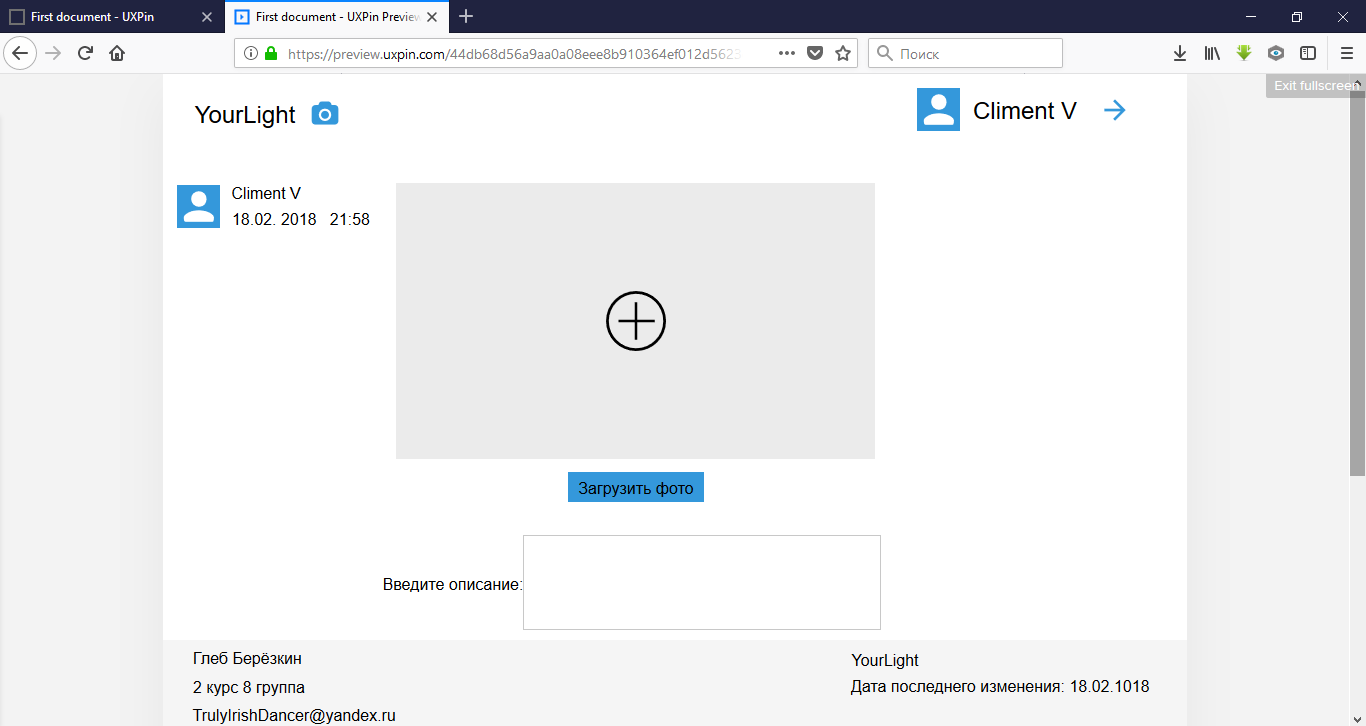 First document - UXPin
First document - UXPin Preview
https://preview.uxpin.com/44db68d56a9aa0a08eee8b910364ef012d5623
Поиск
Exit fullscreen
YourLight
Climent V
Climent V
18.02. 2018 21:58
Загрузить фото
Введите описание:
Глеб Берёзкин
2 курс 8 группа
TrulyIrishDancer@yandex.ru
YourLight
Дата последнего изменения: 18.02.1018